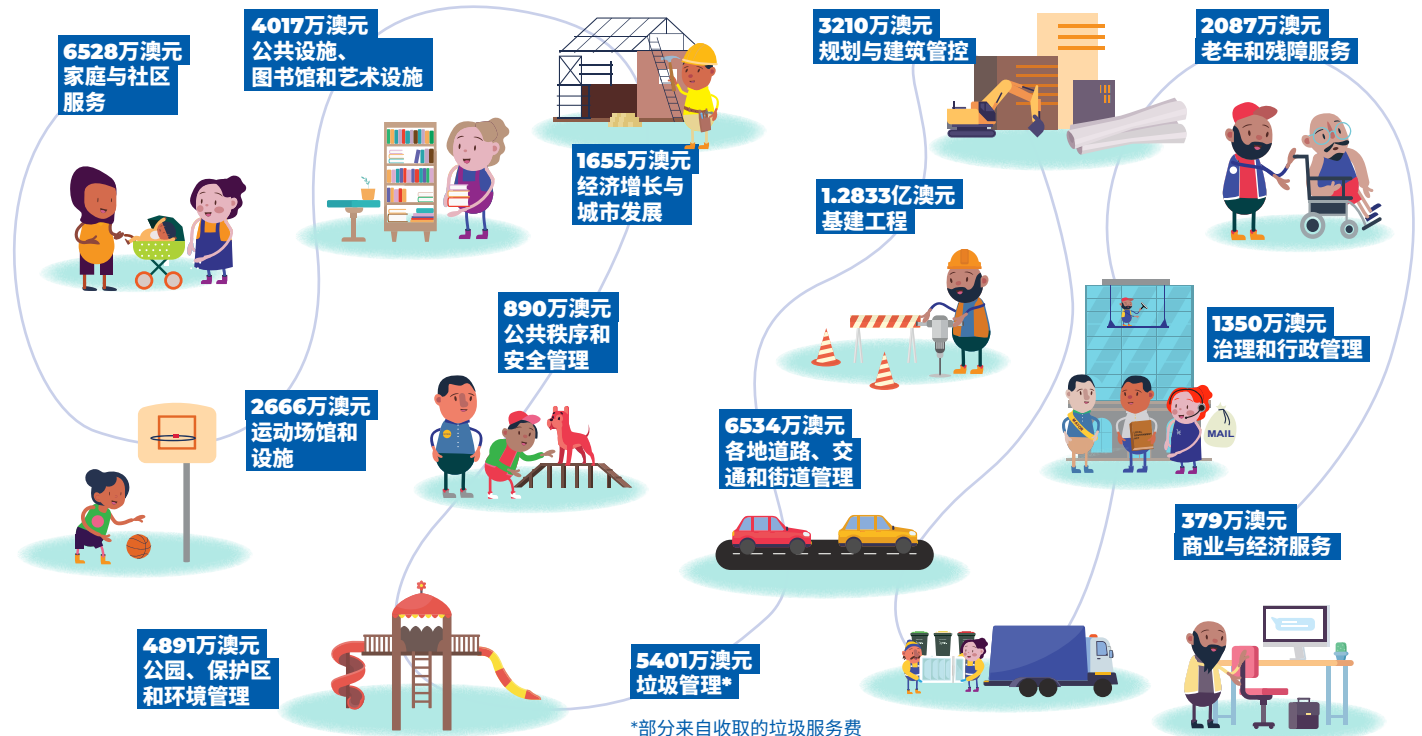 6528万澳元
家庭与社区
服务
4017万澳元
公共设施、
图书馆和艺术设施
1655万澳元
经济增长与
城市发展
3210万澳元
规划与建筑管控
2087万澳元
老年和残障服务
1.2833亿澳元
基建工程
890万澳元
公共秩序和
安全管理
1350万澳元
治理和行政管理
MAIL
2666万澳元
运动场馆和
设施
6534万澳元
各地道路、交
通和街道管理
379万澳元
商业与经济服务
4891万澳元
公园、保护区
和环境管理
5401万澳元
垃圾管理*
*部分来自收取的垃圾服务费